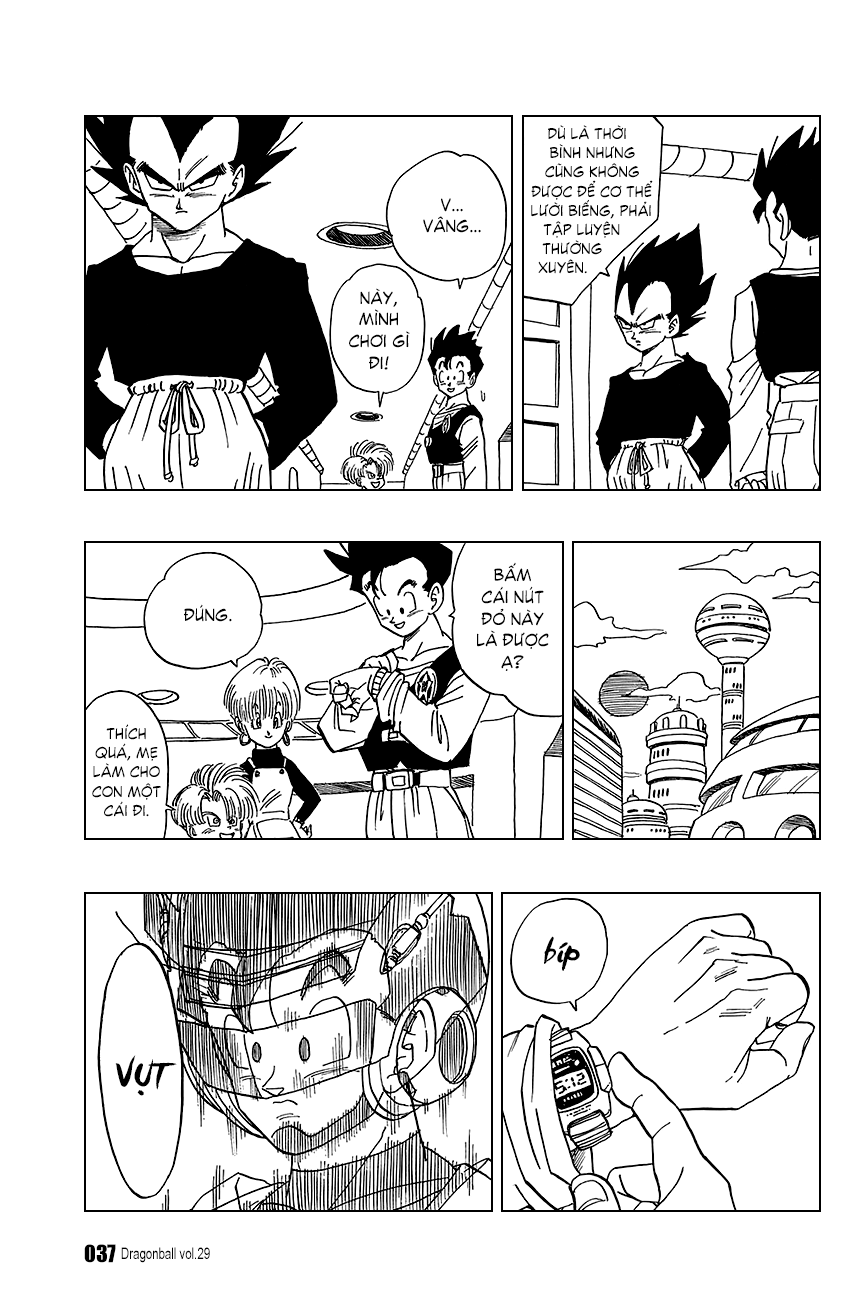 DÙ LÀ THỜI
BÌNH NHƯNG
CŨNG KHÔNG
ĐƯỢC ĐỂ CƠ THỂ
LƯỜI BIẾNG, PHẢI
TẬP LUYỆN
THƯỜNG
XUYÊN.
V...
VÂNG...
NÀY,
MÌNH
CHƠI GÌ
ĐI!
BẤM
CÁI NÚT
ĐỎ NÀY
LÀ ĐƯỢC
Ạ?
ĐÚNG.
THÍCH
QUÁ, MẸ
LÀM CHO
CON MỘT
CÁI ĐI.
bíp
5:12
VỤT
037 Dragonball vol.29